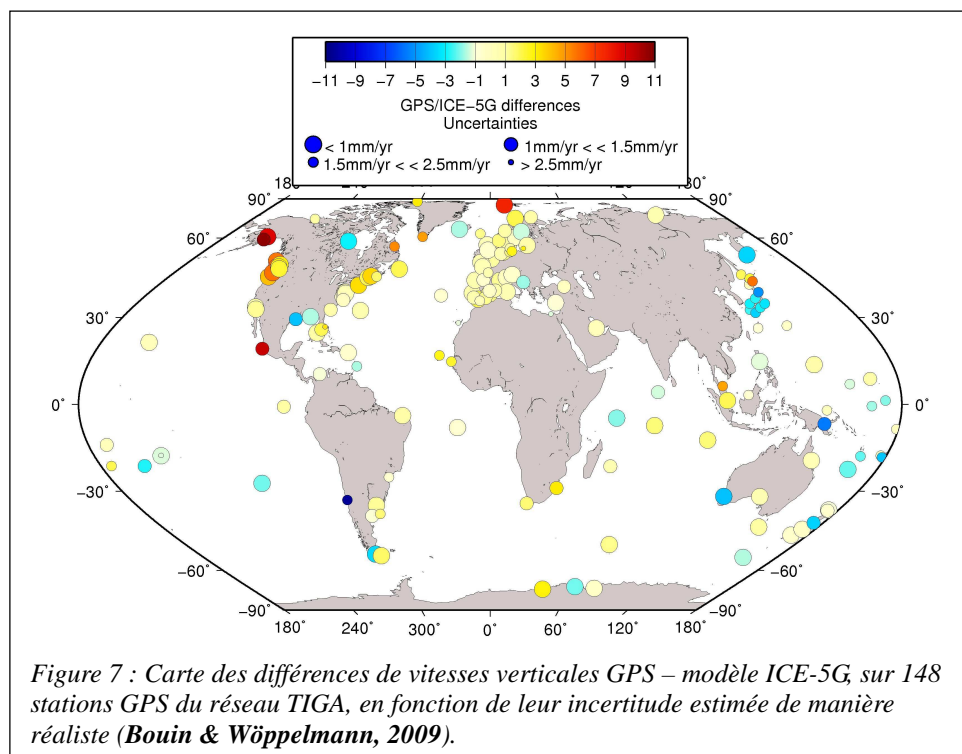 −11 −9 −7 −5 −3 −1 1 3 5 7 9 11
GPS/ICE−5G differences
Uncertainties
< 1mm/yr 1mm/yr < < 1.5mm/yr
1.5mm/yr < < 2.5mm/yr > 2.5mm/yr
180˚ 240˚ 300˚ 0˚ 60˚ 120˚ 180˚
90˚ 90˚
60˚ 60˚
30˚ 30˚
0˚ 0˚
−30˚ −30˚
−60˚ −60˚
−90˚ −90˚
180˚ 240˚ 300˚ 0˚ 60˚ 120˚ 180˚
Figure 7 : Carte des différences de vitesses verticales GPS – modèle ICE-5G, sur 148
stations GPS du réseau TIGA, en fonction de leur incertitude estimée de manière
réaliste (Bouin & Wöppelmann, 2009).